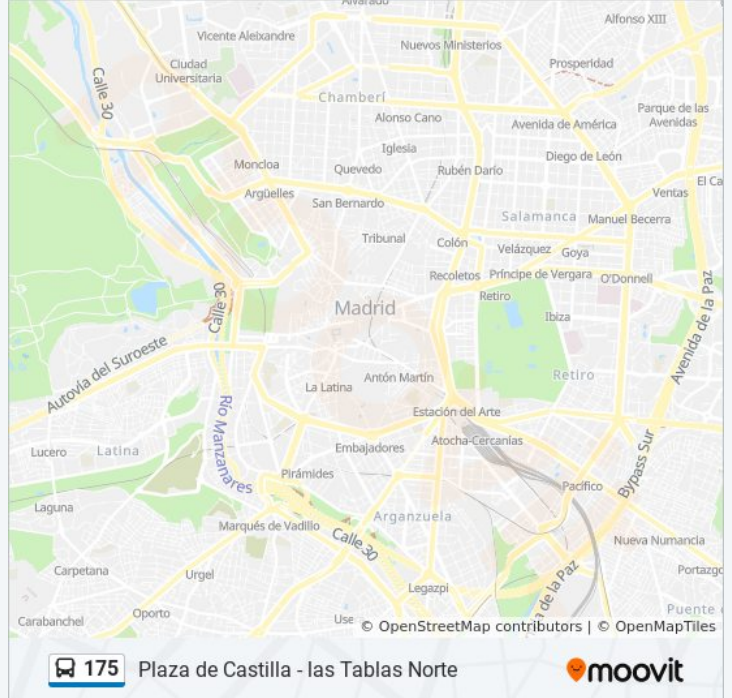 Alvarado
Alfonso XIII
Vicente Aleixandre
Nuevos Ministerios
Ciudad
Universitaria
Prosperidad
Calle 30
Chamberí
Parque de las
Avenidas
Alonso Cano
Avenida de América
Iglesia
Diego de León
Moncloa
Quevedo
Rubén Darío
El Ca
Argüelles
Ventas
San Bernardo
Salamanca
Manuel Becerra
Tribunal
Colón
Velázquez
Goya
Recoletos
Príncipe de Vergara
O'Donnell
Calle 30
Retiro
Madrid
Ibiza
Avenida de la Paz
Autovía del Suroeste
La Latina
Antón Martín
Retiro
Estación del Arte
Río Manzanares
Embajadores
Atocha-Cercanías
Lucero
Latina
Bypass Sur
Pirámides
Pacífico
Laguna
Marqués de Vadillo
Arganzuela
Calle 30
Nueva Numancia
Carpetana
Urgel
Legazpi
a de la Paz
Portazgo
Carabanchel
Oporto
Use
Puente
© OpenStreetMap contributors | © OpenMapTiles
175 Plaza de Castilla - las Tablas Norte
moovit